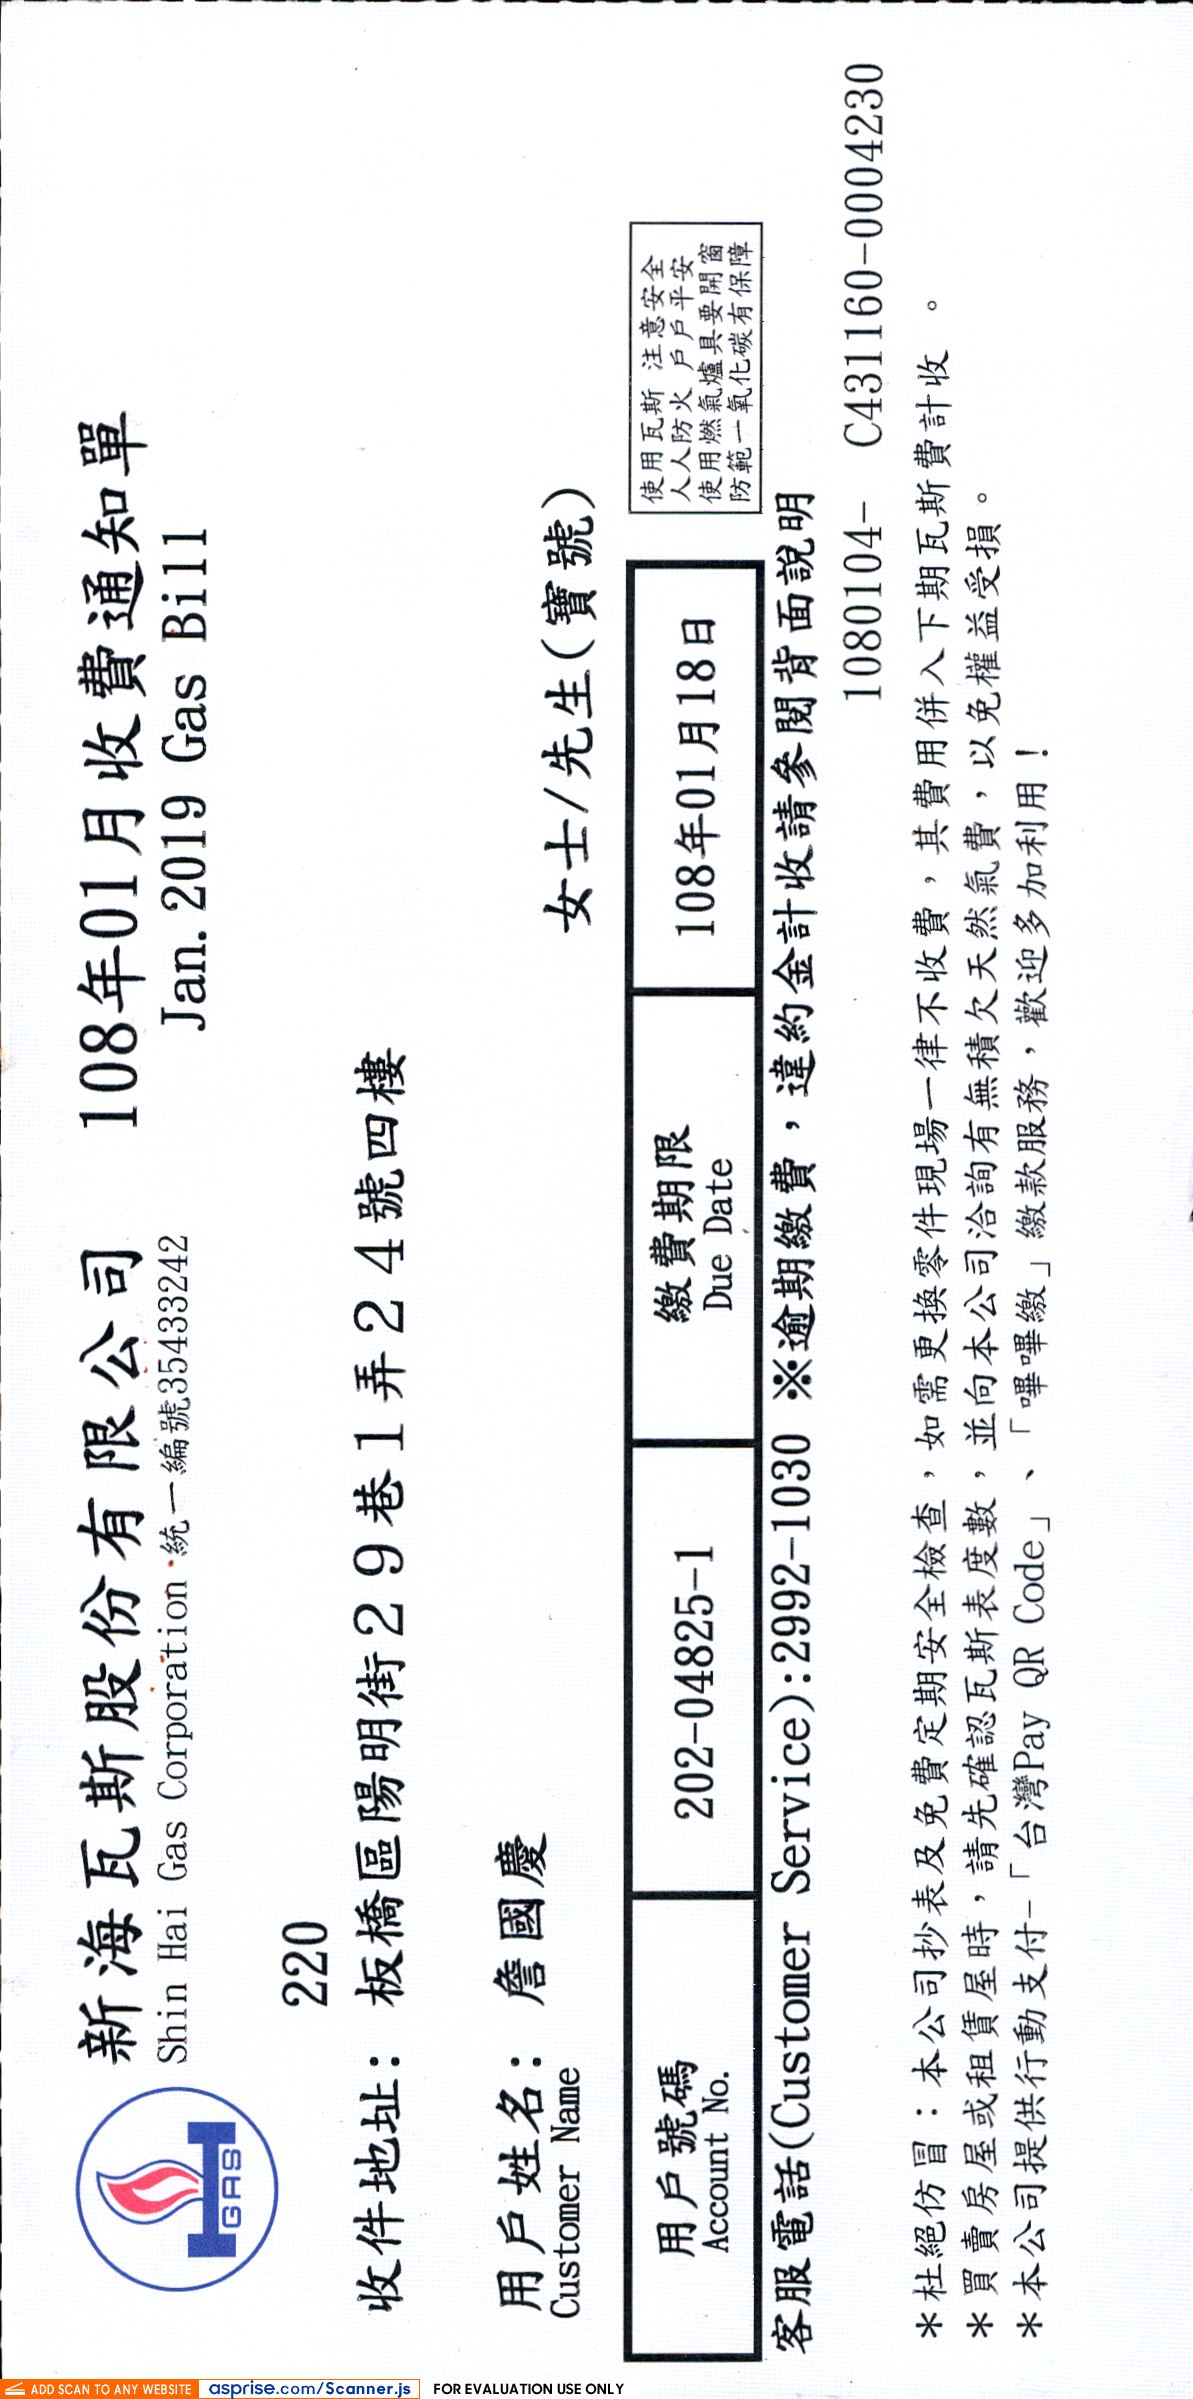 新海瓦斯股份有限公司 108年01月收費通知單
Shin Hai Gas Corporation 統一編號35433242 Jan. 2019 Gas Bill
GAS
220
收件地址: 板橋區陽明街29巷1弄24號四樓
用戶姓名: 詹國慶 女士/先生(寶號)
Customer Name
用戶號碼 202-04825-1 繳費期限 108年01月18日
Account No. Due Date
使用瓦斯 注意安全
人人防火 戶戶平安
使用燃氣爐具要開窗
防範一氧化碳有保障
客服電話(Customer Service):2992-1030 ※逾期繳費,違約金計收請參閱背面說明
1080104- C431160-0004230
*杜絕仿冒:本公司抄表及免費定期安全檢查,如需更換零件現場一律不收費,其費用併入下期瓦斯費計收 。
*買賣房屋或租賃屋時,請先確認瓦斯表度數,並向本公司洽詢有無積欠天然氣費,以免權益受損。
*本公司提供行動支付-「台灣Pay QR Code」、「嗶嗶繳」繳款服務,歡迎多加利用!
ADD SCAN TO ANY WEBSITE asprise.com/Scanner.js FOR EVALUATION USE ONLY